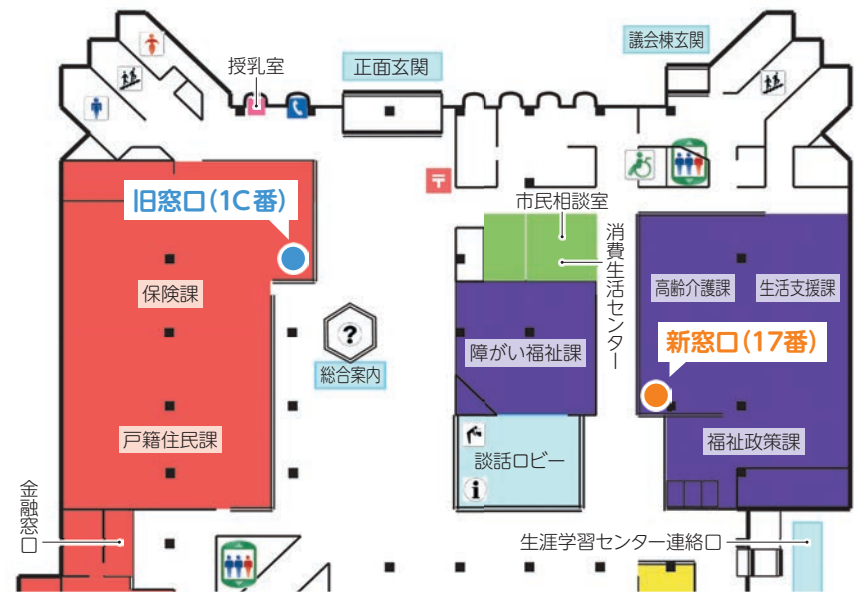 議会棟玄関
授乳室
正面玄関
〒
市民相談室
旧窓口(1C番)
消費生活センター
保険課
高齢介護課
生活支援課
?
新窓口(17番)
障がい福祉課
総合案内
戸籍住民課
福祉政策課
談話ロビー
i
金融窓口
生涯学習センター連絡口